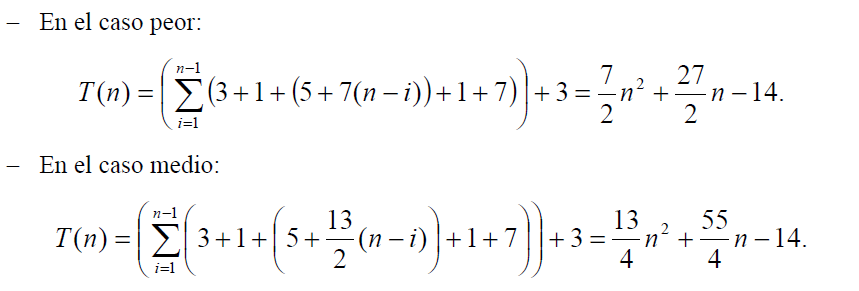 – En el caso peor:
T(n) = ( ∑_{i=1}^{n−1} (3 + 1 + (5 + 7(n − i)) + 1 + 7) ) + 3 = 7/2 n² + 27/2 n − 14.
– En el caso medio:
T(n) = ( ∑_{i=1}^{n−1} ( 3 + 1 + ( 5 + 13/2 (n − i) ) + 1 + 7 ) ) + 3 = 13/4 n² + 55/4 n − 14.